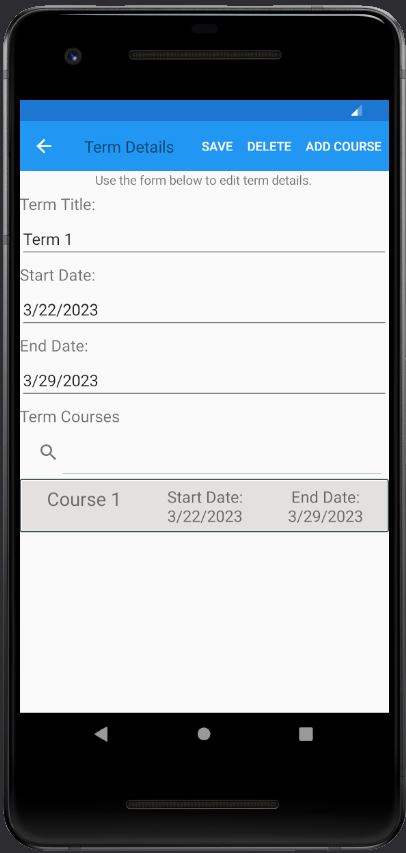 Term Details SAVE DELETE ADD COURSE
Use the form below to edit term details.
Term Title:
Term 1
Start Date:
3/22/2023
End Date:
3/29/2023
Term Courses
Course 1 Start Date: End Date:
3/22/2023 3/29/2023